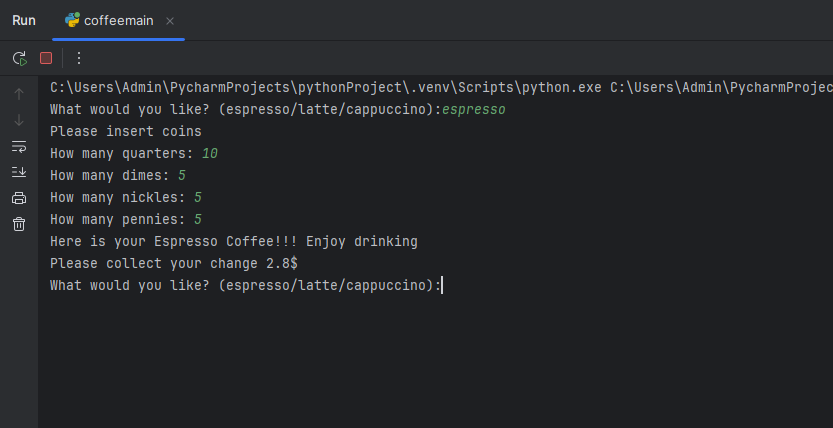 Run coffeemain
C:\Users\Admin\PycharmProjects\pythonProject\.venv\Scripts\python.exe C:\Users\Admin\PycharmProjec
What would you like? (espresso/latte/cappuccino):espresso
Please insert coins
How many quarters: 10
How many dimes: 5
How many nickles: 5
How many pennies: 5
Here is your Espresso Coffee!!! Enjoy drinking
Please collect your change 2.8$
What would you like? (espresso/latte/cappuccino):